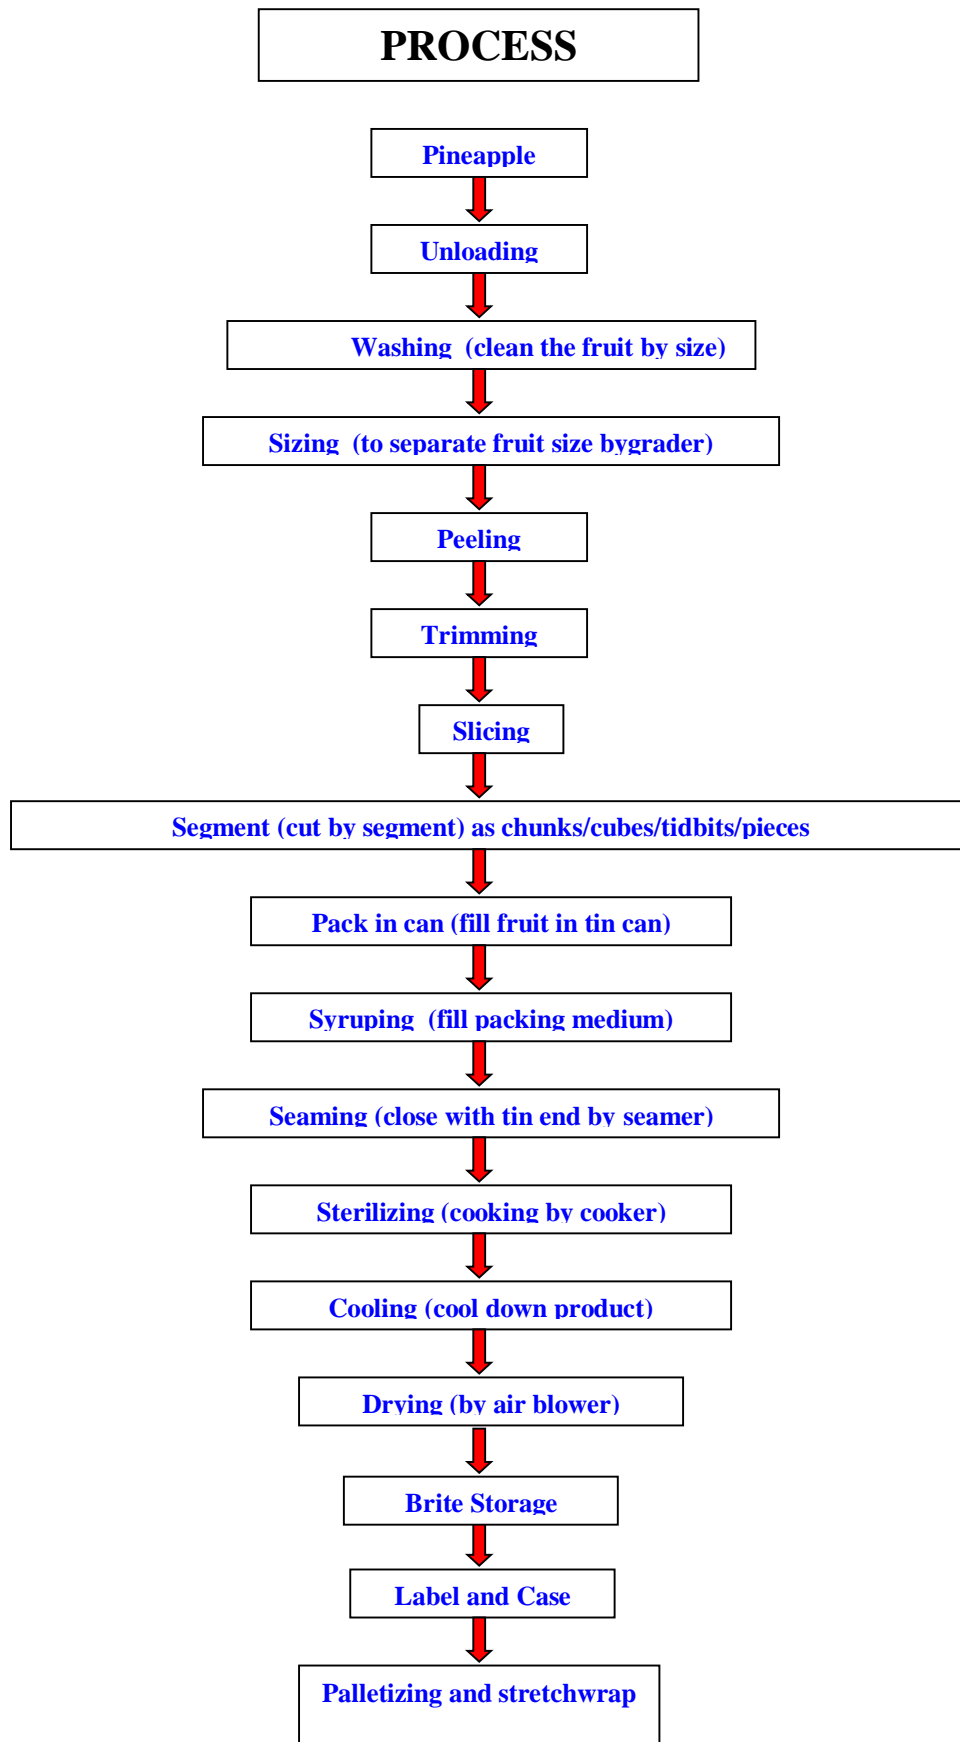 PROCESS
Pineapple
Unloading
Washing  (clean the fruit by size)
Sizing  (to separate fruit size bygrader)
Peeling
Trimming
Slicing
Segment (cut by segment) as chunks/cubes/tidbits/pieces
Pack in can (fill fruit in tin can)
Syruping  (fill packing medium)
Seaming (close with tin end by seamer)
Sterilizing (cooking by cooker)
Cooling (cool down product)
Drying (by air blower)
Brite Storage
Label and Case
Palletizing and stretchwrap